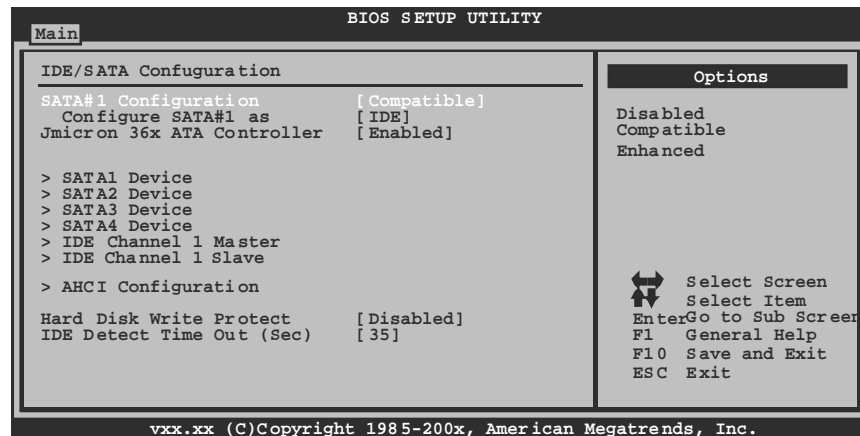 BIOS SETUP UTILITY
Main
IDE/SATA Confuguration
SATA#1 Configuration [Compatible]
Configure SATA#1 as [IDE]
Jmicron 36x ATA Controller [Enabled]
> SATA1 Device
> SATA2 Device
> SATA3 Device
> SATA4 Device
> IDE Channel 1 Master
> IDE Channel 1 Slave
> AHCI Configuration
Hard Disk Write Protect [Disabled]
IDE Detect Time Out (Sec) [35]
Options
Disabled
Compatible
Enhanced
Select Screen
Select Item
Enter Go to Sub Screen
F1 General Help
F10 Save and Exit
ESC Exit
vxx.xx (C)Copyright 1985-200x, American Megatrends, Inc.